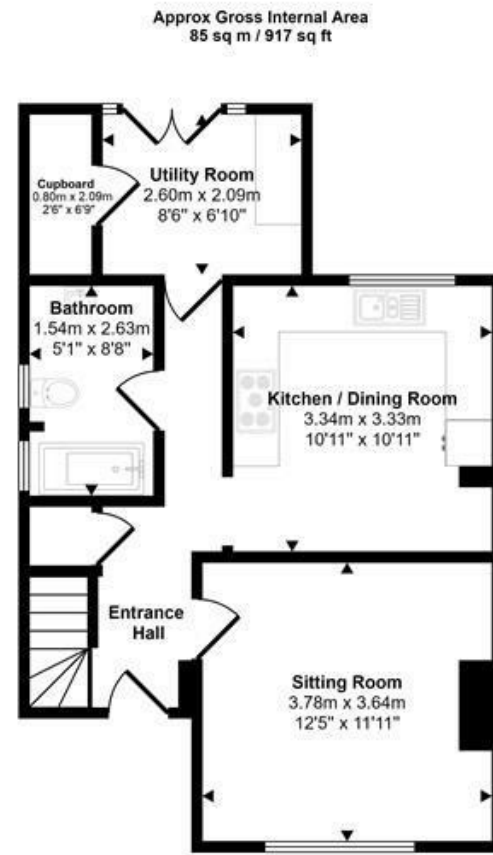 Approx Gross Internal Area
85 sq m / 917 sq ft
Utility Room
2.60m x 2.09m
8'6" x 6'10"
Cupboard
0.80m x 2.09m
2'6" x 6'9"
Bathroom
1.54m x 2.63m
5'1" x 8'8"
Kitchen / Dining Room
3.34m x 3.33m
10'11" x 10'11"
Entrance
Hall
Sitting Room
3.78m x 3.64m
12'5" x 11'11"